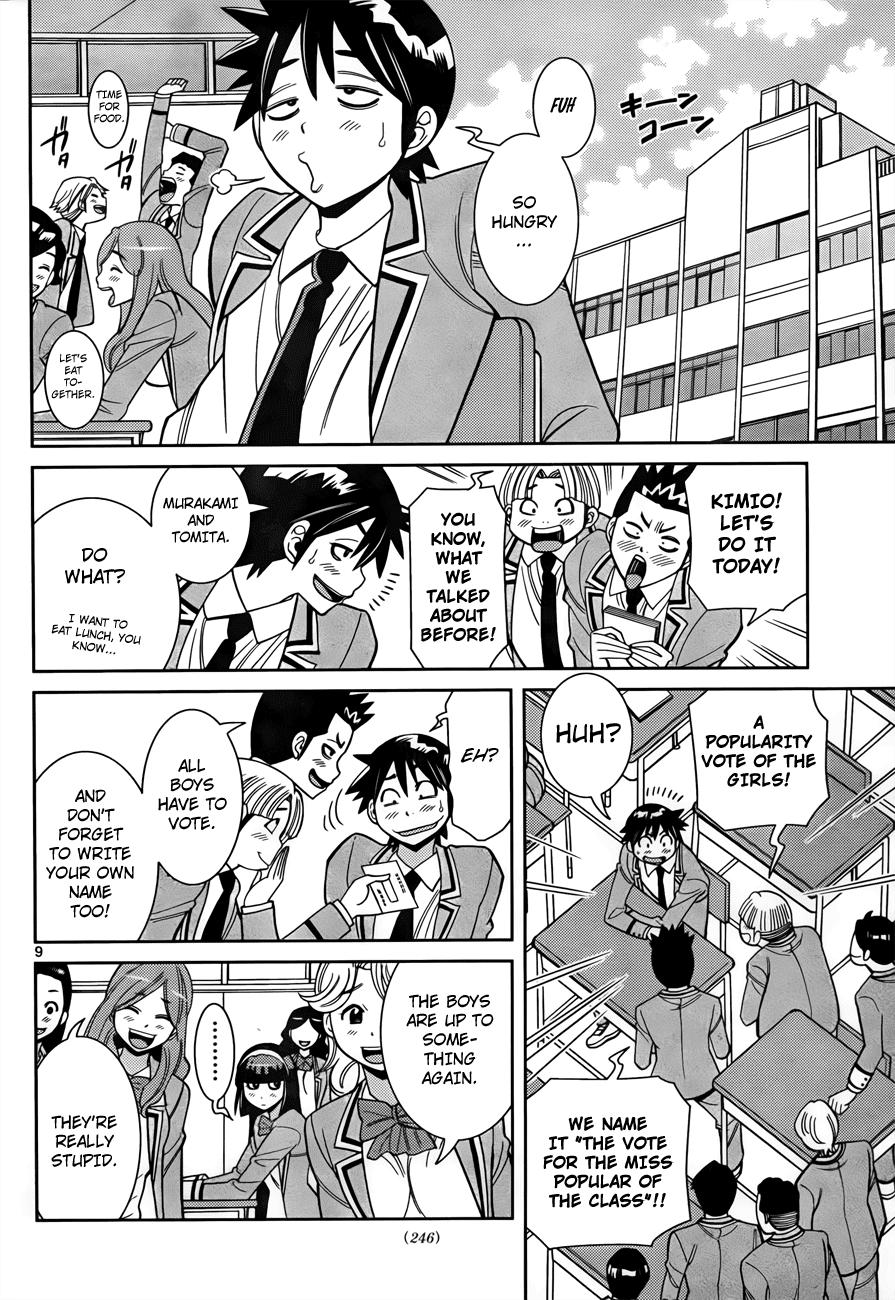 キーン
コーン
FUH
SO
HUNGRY
...
TIME
FOR
FOOD.
ガタ
ガタ
LET'S
EAT
TO-
GETHER.
KIMIO!
LET'S
DO IT
TODAY!
YOU
KNOW,
WHAT
WE
TALKED
ABOUT
BEFORE!
MURAKAMI
AND
TOMITA.
DO
WHAT?
I WANT TO
EAT LUNCH, YOU
KNOW...
A
POPULARITY
VOTE OF THE
GIRLS!
HUH?
WE NAME
IT "THE VOTE
FOR THE MISS
POPULAR OF
THE CLASS"!!
EH?
ALL
BOYS
HAVE TO
VOTE.
AND
DON'T
FORGET
TO WRITE
YOUR OWN
NAME
TOO!
9
THE BOYS
ARE UP TO
SOME-
THING
AGAIN.
........
THEY'RE
REALLY
STUPID.
(246)